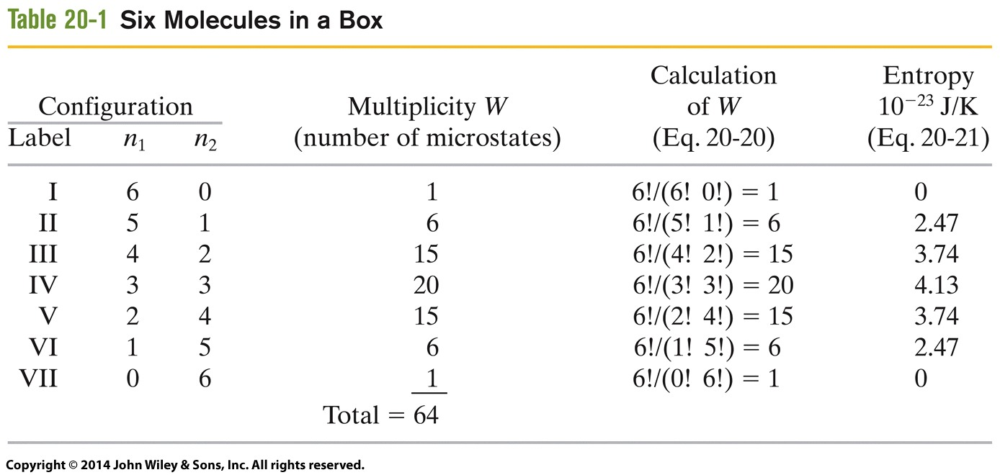 Table 20-1 Six Molecules in a Box
Configuration
Label n₁ n₂
Multiplicity W
(number of microstates)
Calculation
of W
(Eq. 20-20)
Entropy
10⁻²³ J/K
(Eq. 20-21)
I 6 0 1 6!/(6! 0!) = 1 0
II 5 1 6 6!/(5! 1!) = 6 2.47
III 4 2 15 6!/(4! 2!) = 15 3.74
IV 3 3 20 6!/(3! 3!) = 20 4.13
V 2 4 15 6!/(2! 4!) = 15 3.74
VI 1 5 6 6!/(1! 5!) = 6 2.47
VII 0 6 1 6!/(0! 6!) = 1 0
Total = 64
Copyright © 2014 John Wiley & Sons, Inc. All rights reserved.